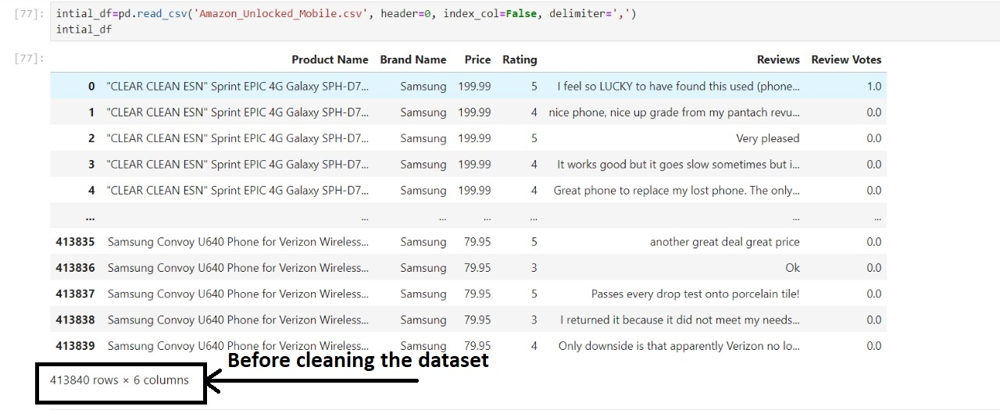 [77]: intial_df=pd.read_csv('Amazon_Unlocked_Mobile.csv', header=0, index_col=False, delimiter=',')
intial_df
[77]:
Product Name Brand Name Price Rating Reviews Review Votes
0 "CLEAR CLEAN ESN" Sprint EPIC 4G Galaxy SPH-D7... Samsung 199.99 5 I feel so LUCKY to have found this used (phone... 1.0
1 "CLEAR CLEAN ESN" Sprint EPIC 4G Galaxy SPH-D7... Samsung 199.99 4 nice phone, nice up grade from my pantach revu... 0.0
2 "CLEAR CLEAN ESN" Sprint EPIC 4G Galaxy SPH-D7... Samsung 199.99 5 Very pleased 0.0
3 "CLEAR CLEAN ESN" Sprint EPIC 4G Galaxy SPH-D7... Samsung 199.99 4 It works good but it goes slow sometimes but i... 0.0
4 "CLEAR CLEAN ESN" Sprint EPIC 4G Galaxy SPH-D7... Samsung 199.99 4 Great phone to replace my lost phone. The only... 0.0
... ... ... ... ... ... ...
413835 Samsung Convoy U640 Phone for Verizon Wireless... Samsung 79.95 5 another great deal great price 0.0
413836 Samsung Convoy U640 Phone for Verizon Wireless... Samsung 79.95 3 Ok 0.0
413837 Samsung Convoy U640 Phone for Verizon Wireless... Samsung 79.95 5 Passes every drop test onto porcelain tile! 0.0
413838 Samsung Convoy U640 Phone for Verizon Wireless... Samsung 79.95 3 I returned it because it did not meet my needs... 0.0
413839 Samsung Convoy U640 Phone for Verizon Wireless... Samsung 79.95 4 Only downside is that apparently Verizon no lo... 0.0
Before cleaning the dataset
413840 rows × 6 columns